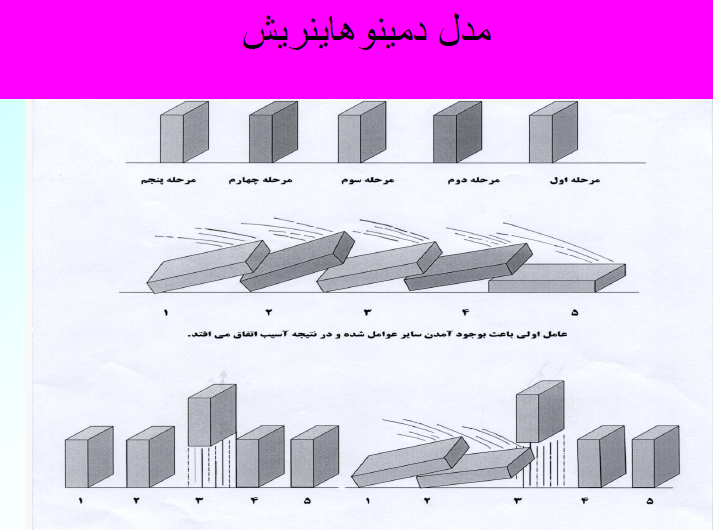 مدل دمینوهاینریش
مرحله اول مرحله دوم مرحله سوم مرحله چهارم مرحله پنجم
۱ ۲ ۳ ۴ ۵
عامل اولی باعث بوجود آمدن سایر عوامل شده و در نتیجه آسیب اتفاق می افتد.
۱ ۲ ۳ ۴ ۵ ۱ ۲ ۳ ۴ ۵